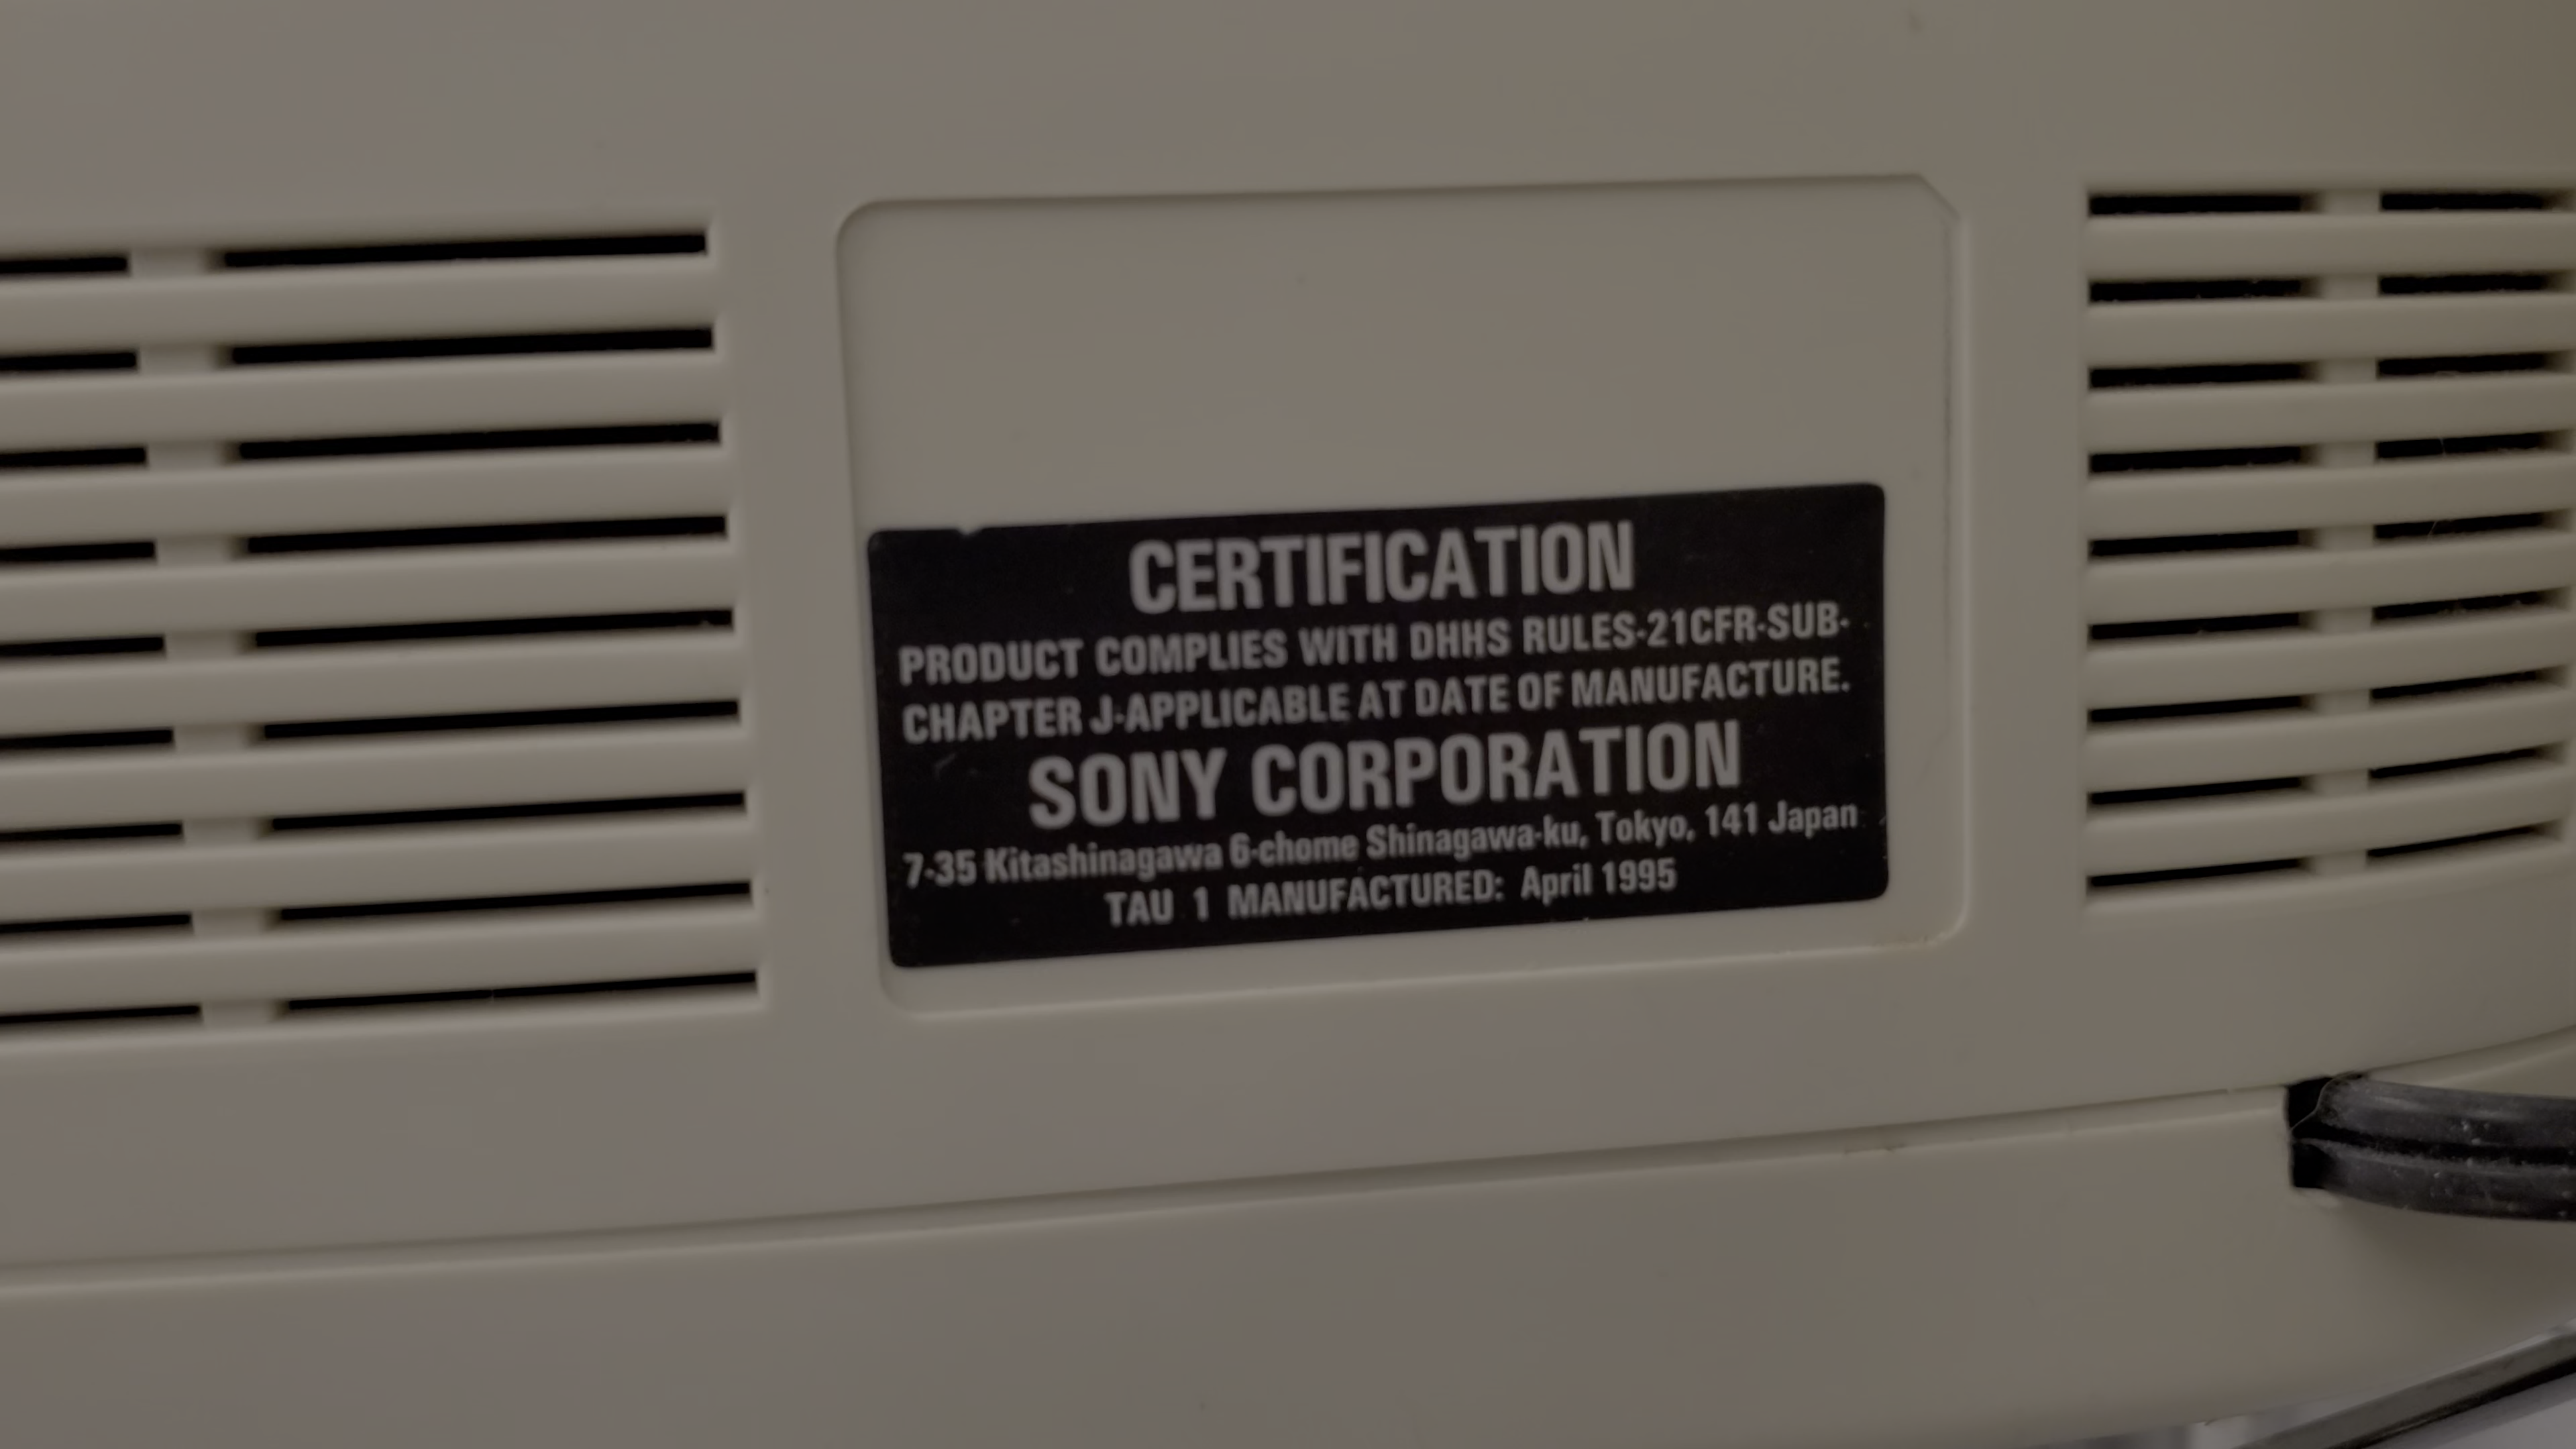 CERTIFICATION
PRODUCT COMPLIES WITH DHHS RULES-21CFR-SUB-
CHAPTER J-APPLICABLE AT DATE OF MANUFACTURE.
SONY CORPORATION
7-35 Kitashinagawa 6-chome Shinagawa-ku, Tokyo, 141 Japan
TAU 1 MANUFACTURED: April 1995